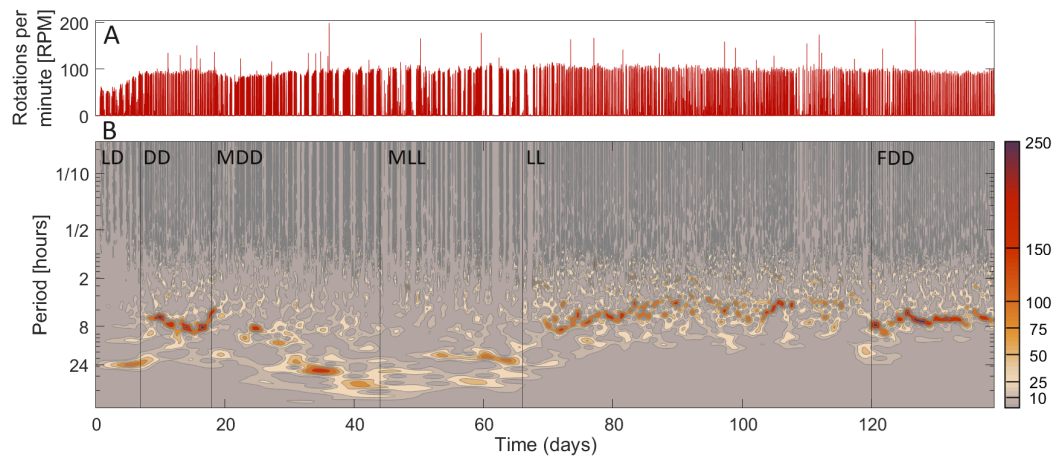 A
Rotations per
minute [RPM]
200
100
0
B
LD DD MDD MLL LL FDD
Period [hours]
1/10
1/2
2
8
24
250
150
100
75
50
25
10
0 20 40 60 80 100 120
Time (days)